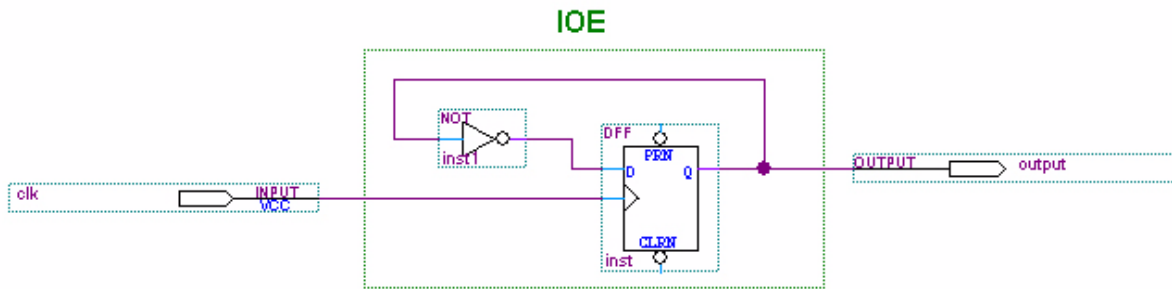 IOE
NOT
inst1
DFF
PRN
D Q
CLRN
inst
clk
INPUT
VCC
OUTPUT
output